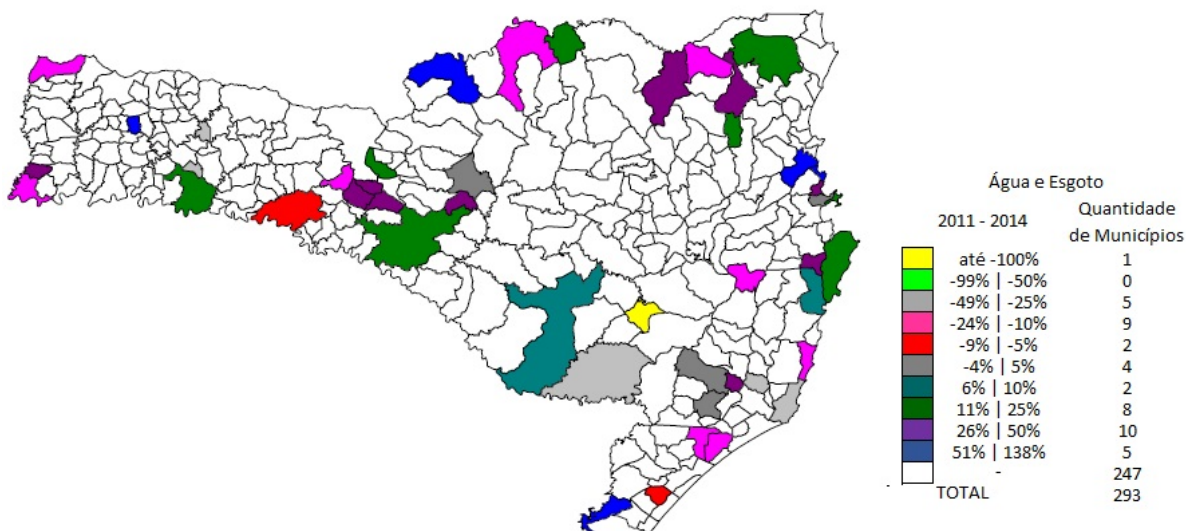 Água e Esgoto
2011 - 2014 Quantidade de Municípios
até -100% 1
-99% | -50% 0
-49% | -25% 5
-24% | -10% 9
-9% | -5% 2
-4% | 5% 4
6% | 10% 2
11% | 25% 8
26% | 50% 10
51% | 138% 5
- 247
TOTAL 293